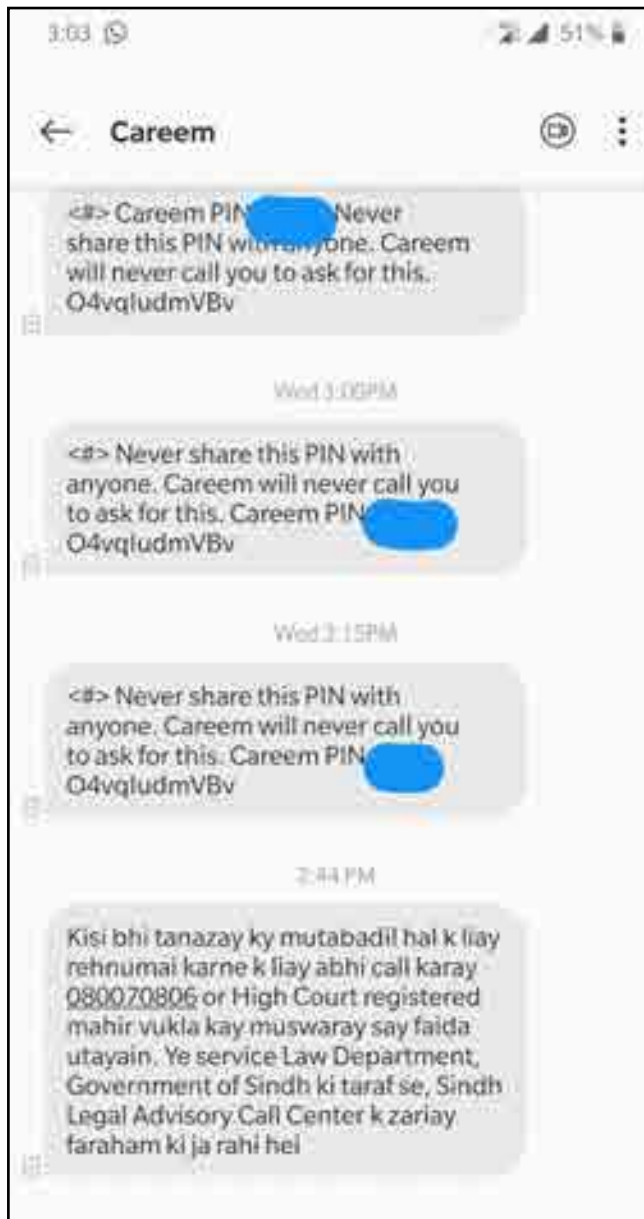 3:03
51%
Careem
<#> Careem PIN Never
share this PIN with anyone. Careem
will never call you to ask for this.
O4vqIudmVBv
Wed 3:00PM
<#> Never share this PIN with
anyone. Careem will never call you
to ask for this. Careem PIN
O4vqIudmVBv
Wed 3:15PM
<#> Never share this PIN with
anyone. Careem will never call you
to ask for this. Careem PIN
O4vqIudmVBv
2:44 PM
Kisi bhi tanazay ky mutabadil hal k liay
rehnumai karne k liay abhi call karay
080070806 or High Court registered
mahir vukla kay muswaray say faida
utayain. Ye service Law Department,
Government of Sindh ki taraf se, Sindh
Legal Advisory Call Center k zariay
faraham ki ja rahi hei